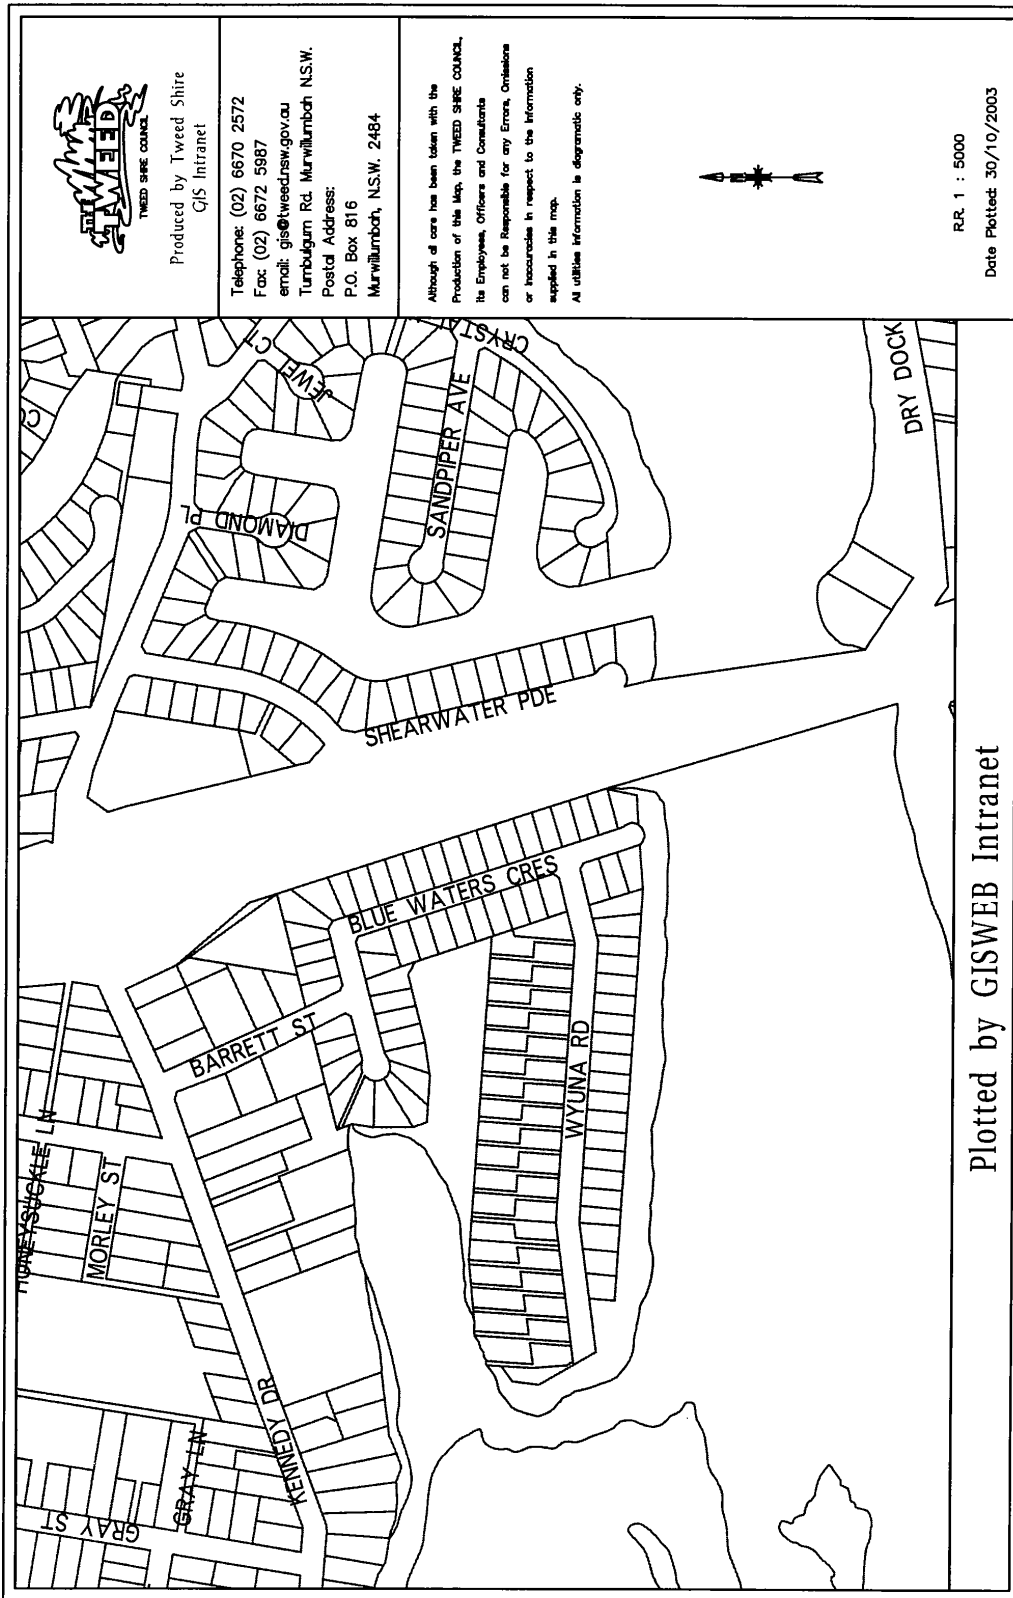 TWEED
TWEED SHIRE COUNCIL
Produced by Tweed Shire
GIS Intranet
Telephone: (02) 6670 2572
Fax: (02) 6672 5987
email: gis@tweed.nsw.gov.au
Tumbulgum Rd. Murwillumbah N.S.W.
Postal Address:
P.O. Box 816
Murwillumbah, N.S.W. 2484
Although all care has been taken with the
Production of this Map, the TWEED SHIRE COUNCIL,
its Employees, Officers and Consultants
can not be Responsible for any Errors, Omissions
or Inaccuracies in respect to the Information
supplied in this map.
All utilities information is diagramatic only.
R.R. 1 : 5000
Date Plotted: 30/10/2003
HONEYSUCKLE LN
MORLEY ST
GRAY ST
GRAY LN
KENNEDY DR
BARRETT ST
BLUE WATERS CRES
WYUNA RD
SHEARWATER PDE
DIAMOND PL
JEWEL CT
CO
SANDPIPER AVE
CRYSTAL
DRY DOCK
Plotted by GISWEB Intranet